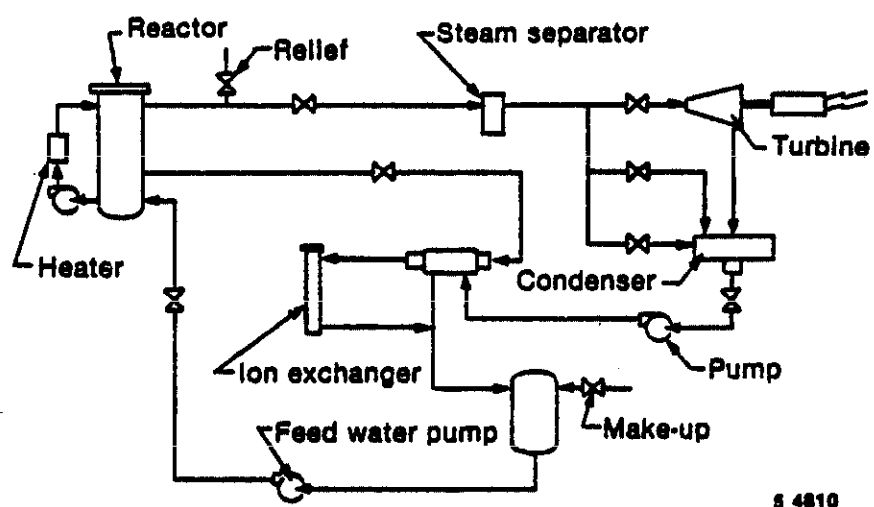 Reactor
Relief
Steam separator
Turbine
Heater
Condenser
Ion exchanger
Pump
Feed water pump
Make-up
S 4810